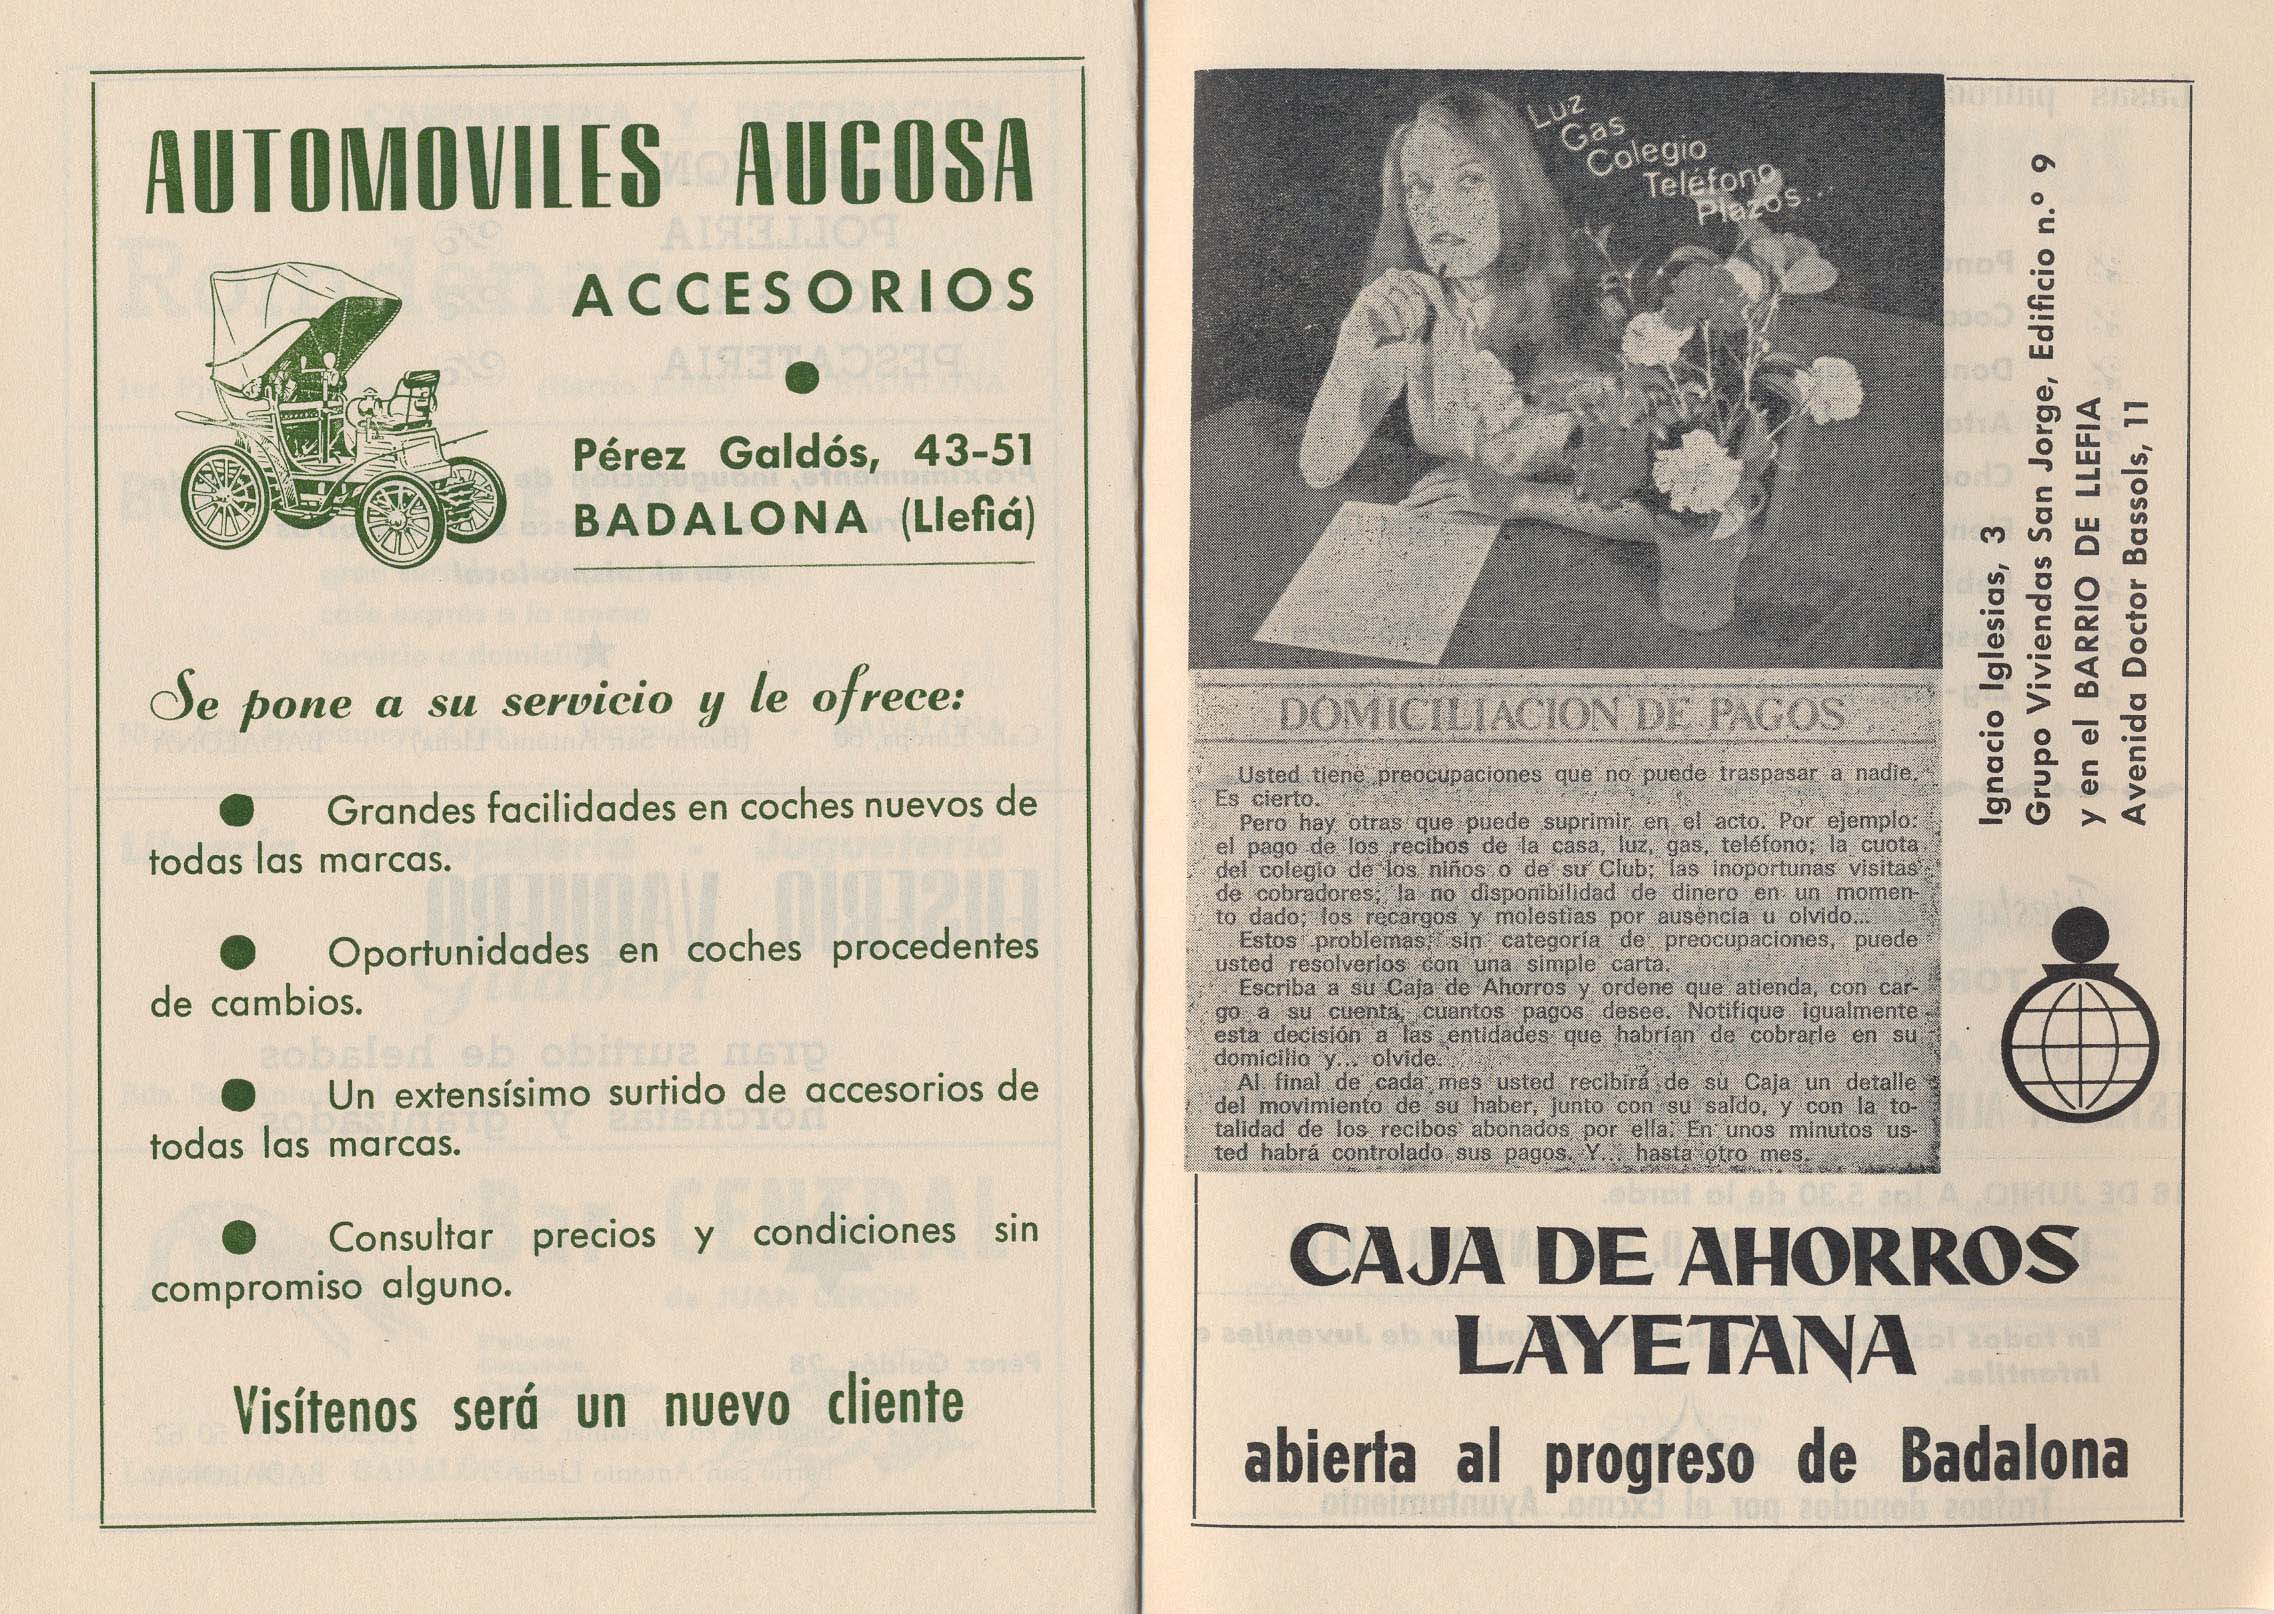 AUTOMOVILES AUCOSA
ACCESORIOS
Pérez Galdós, 43-51
BADALONA (Llefiá)
Se pone a su servicio y le ofrece:
● Grandes facilidades en coches nuevos de
todas las marcas.
● Oportunidades en coches procedentes
de cambios.
● Un extensísimo surtido de accesorios de
todas las marcas.
● Consultar precios y condiciones sin
compromiso alguno.
Visítenos será un nuevo cliente
Luz
Gas
Colegio
Teléfono
Plazos...
DOMICILIACION DE PAGOS
Usted tiene preocupaciones que no puede traspasar a nadie.
Es cierto.
Pero hay otras que puede suprimir en el acto. Por ejemplo:
el pago de los recibos de la casa, luz, gas, teléfono; la cuota
del colegio de los niños o de su Club; las inoportunas visitas
de cobradores; la no disponibilidad de dinero en un momen-
to dado; los recargos y molestias por ausencia u olvido...
Estos problemas, sin categoría de preocupaciones, puede
usted resolverlos con una simple carta.
Escriba a su Caja de Ahorros y ordene que atienda, con car-
go a su cuenta, cuantos pagos desee. Notifique igualmente
esta decisión a las entidades que habrían de cobrarle en su
domicilio y... olvide.
Al final de cada mes usted recibirá de su Caja un detalle
del movimiento de su haber, junto con su saldo, y con la to-
talidad de los recibos abonados por ella. En unos minutos us-
ted habrá controlado sus pagos. Y... hasta otro mes.
Ignacio Iglesias, 3
Grupo Viviendas San Jorge, Edificio n.º 9
y en el BARRIO DE LLEFIA
Avenida Doctor Bassols, 11
CAJA DE AHORROS
LAYETANA
abierta al progreso de Badalona